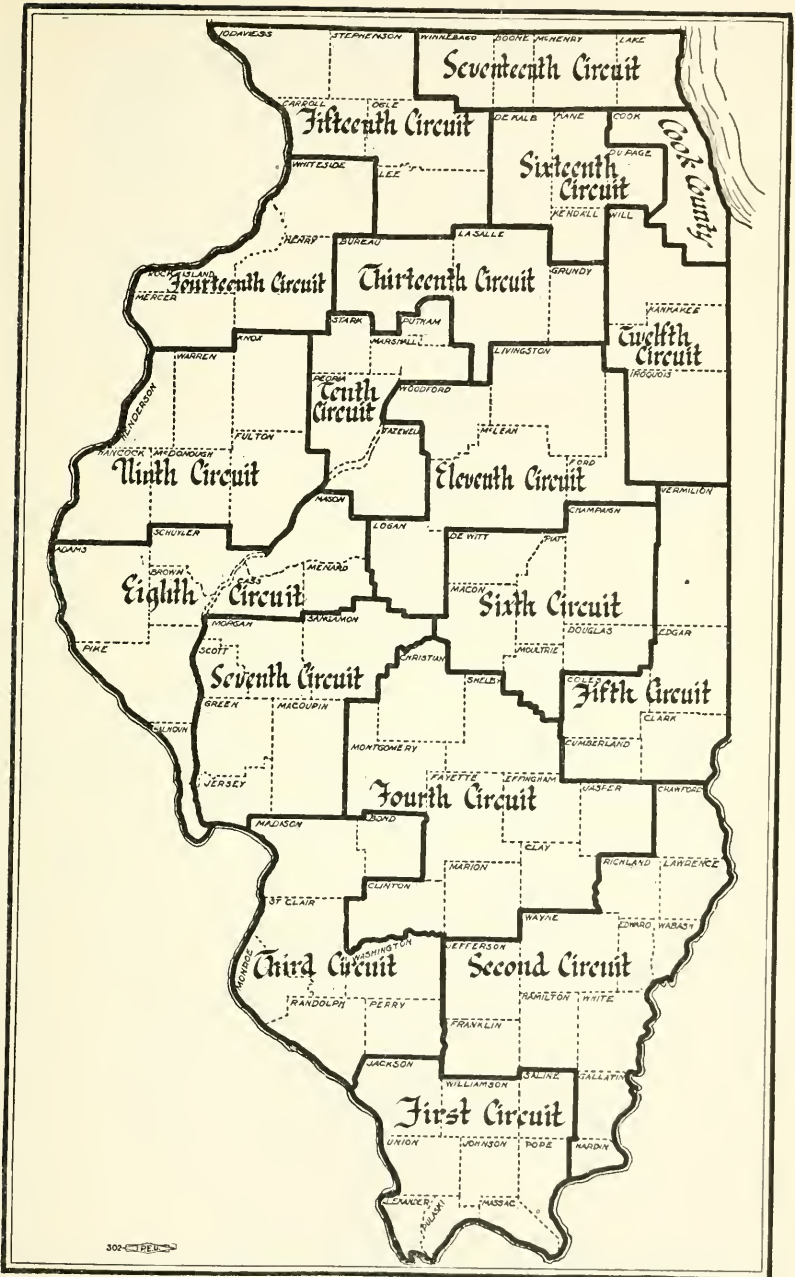 JODAVIESS
STEPHENSON
WINNEBAGO
BOONE
McHENRY
LAKE
Seventeenth Circuit
CARROLL
OGLE
Fifteenth Circuit
DE KALB
KANE
COOK
Cook County
DU PAGE
WHITESIDE
LEE
Sixteenth
Circuit
KENDALL
WILL
HENRY
BUREAU
LASALLE
ROCK ISLAND
Fourteenth Circuit
Thirteenth Circuit
GRUNDY
MERCER
KANKAKEE
STARK
PUTNAM
Twelfth
Circuit
KNOX
MARSHALL
LIVINGSTON
WARREN
IROQUOIS
PEORIA
Tenth
Circuit
WOODFORD
HENDERSON
TAZEWELL
McLEAN
FULTON
HANCOCK
McDONOUGH
FORD
Ninth Circuit
Eleventh Circuit
MASON
VERMILION
CHAMPAIGN
SCHUYLER
LOGAN
DE WITT
PIATT
ADAMS
BROWN
CASS
MENARD
Eighth Circuit
MACON
Sixth Circuit
MORGAN
SANGAMON
DOUGLAS
EDGAR
PIKE
SCOTT
CHRISTIAN
MOULTRIE
Seventh Circuit
SHELBY
COLES
Fifth Circuit
GREEN
MACOUPIN
CLARK
CALHOUN
MONTGOMERY
CUMBERLAND
JERSEY
FAYETTE
EFFINGHAM
JASPER
CRAWFORD
Fourth Circuit
MADISON
BOND
CLAY
RICHLAND
LAWRENCE
MARION
CLINTON
ST CLAIR
WAYNE
EDWARD
WABASH
WASHINGTON
JEFFERSON
MONROE
Third Circuit
Second Circuit
RANDOLPH
PERRY
HAMILTON
WHITE
FRANKLIN
JACKSON
WILLIAMSON
SALINE
GALLATIN
First Circuit
UNION
JOHNSON
POPE
HARDIN
LEXANDER
PULASKI
MASSAC
302